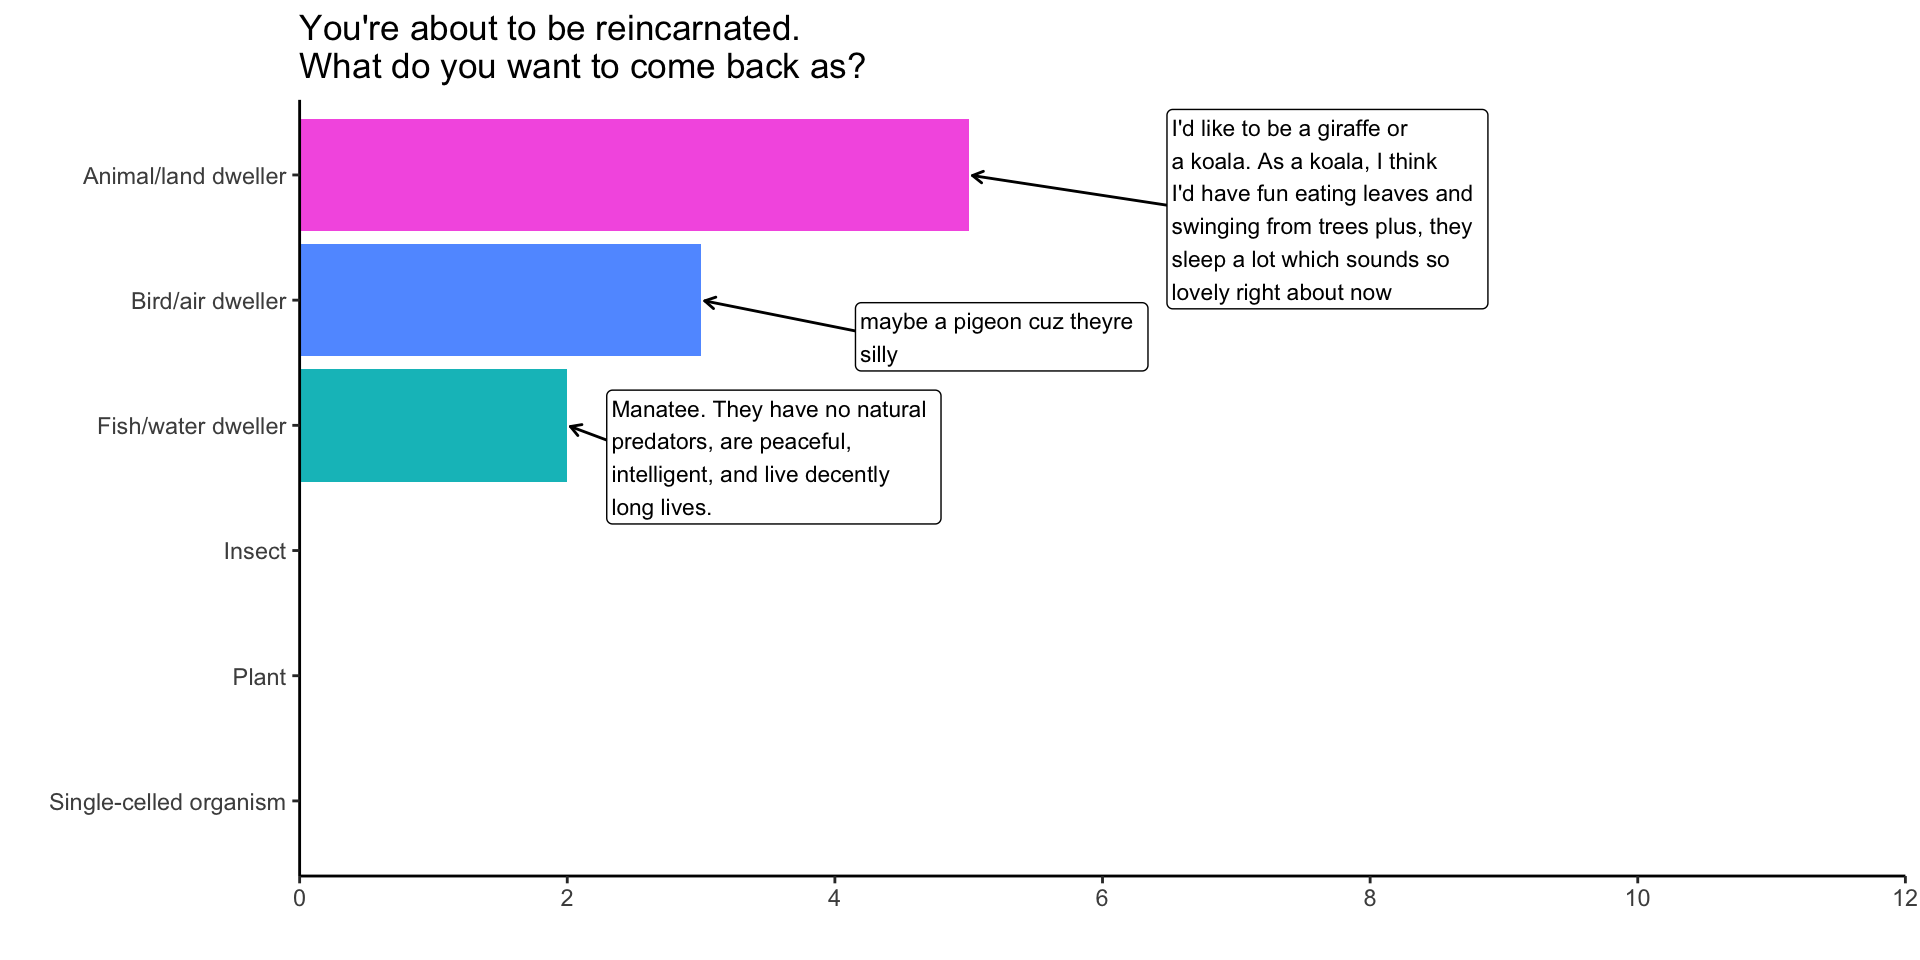 You're about to be reincarnated.
What do you want to come back as?
Animal/land dweller
I'd like to be a giraffe or
a koala. As a koala, I think
I'd have fun eating leaves and
swinging from trees plus, they
sleep a lot which sounds so
lovely right about now
Bird/air dweller
maybe a pigeon cuz theyre
silly
Fish/water dweller
Manatee. They have no natural
predators, are peaceful,
intelligent, and live decently
long lives.
Insect
Plant
Single-celled organism
0 2 4 6 8 10 12